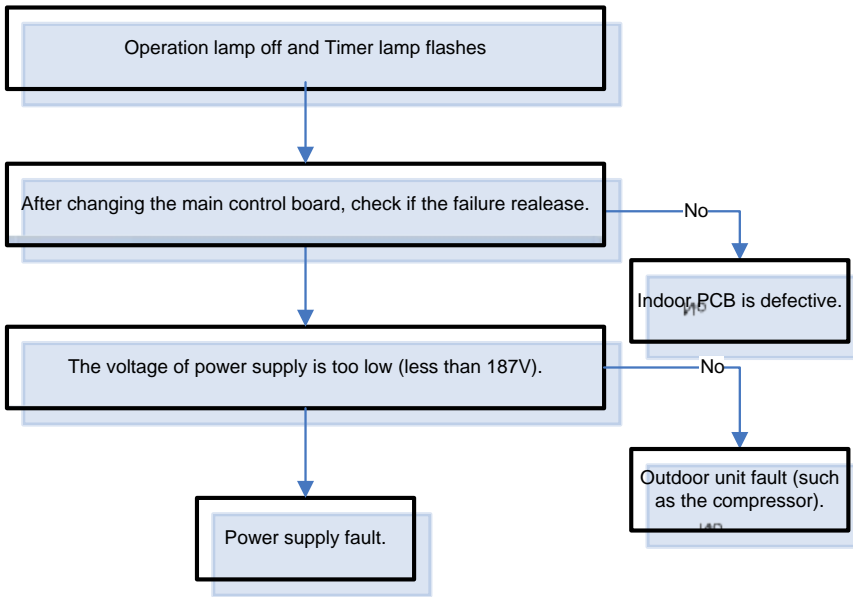 Operation lamp off and Timer lamp flashes
After changing the main control board, check if the failure realease.
No
Indoor PCB is defective.
The voltage of power supply is too low (less than 187V).
No
Outdoor unit fault (such
as the compressor).
Power supply fault.